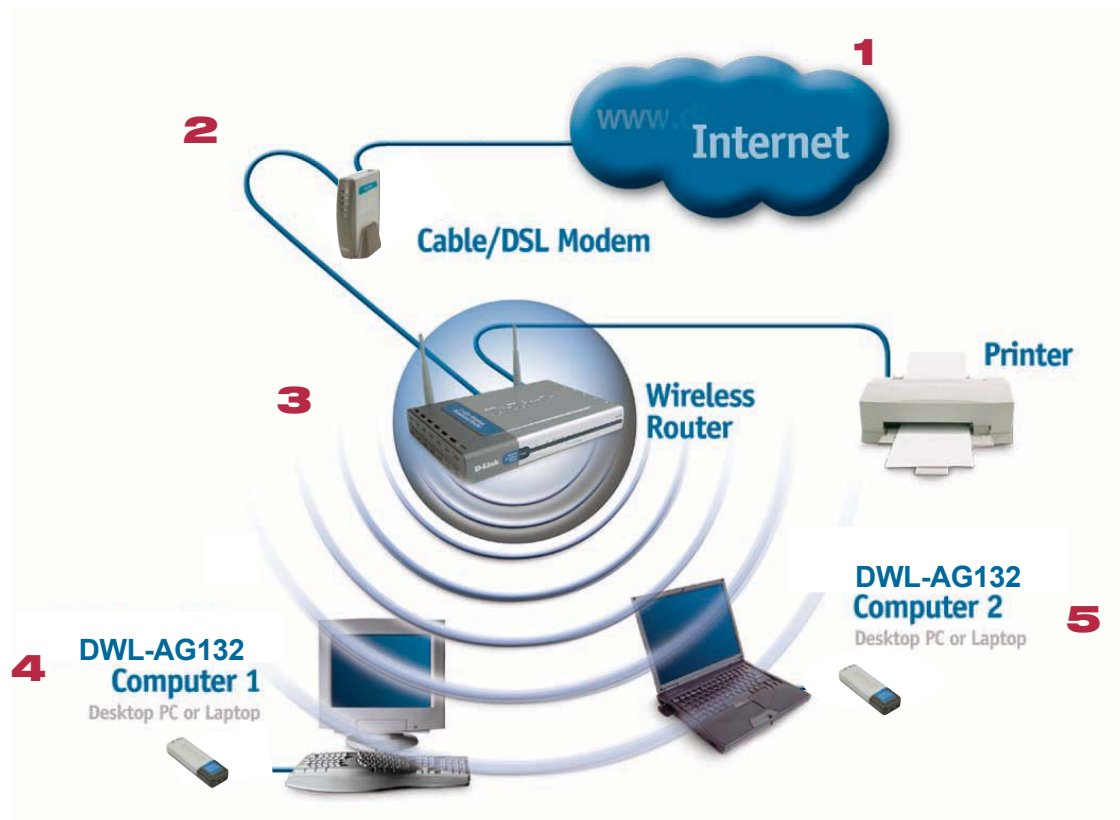 1
www.d
Internet
2
Cable/DSL Modem
3
Wireless
Router
Printer
D-Link
DWL-AG132
Computer 2
Desktop PC or Laptop
5
4
DWL-AG132
Computer 1
Desktop PC or Laptop